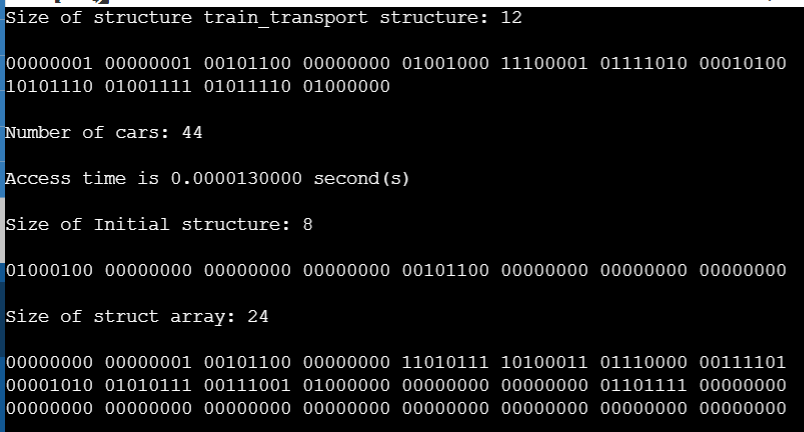 Size of structure train_transport structure: 12
00000001 00000001 00101100 00000000 01001000 11100001 01111010 00010100
10101110 01001111 01011110 01000000
Number of cars: 44
Access time is 0.0000130000 second(s)
Size of Initial structure: 8
01000100 00000000 00000000 00000000 00101100 00000000 00000000 00000000
Size of struct array: 24
00000000 00000001 00101100 00000000 11010111 10100011 01110000 00111101
00001010 01010111 00111001 01000000 00000000 00000000 01101111 00000000
00000000 00000000 00000000 00000000 00000000 00000000 00000000 00000000